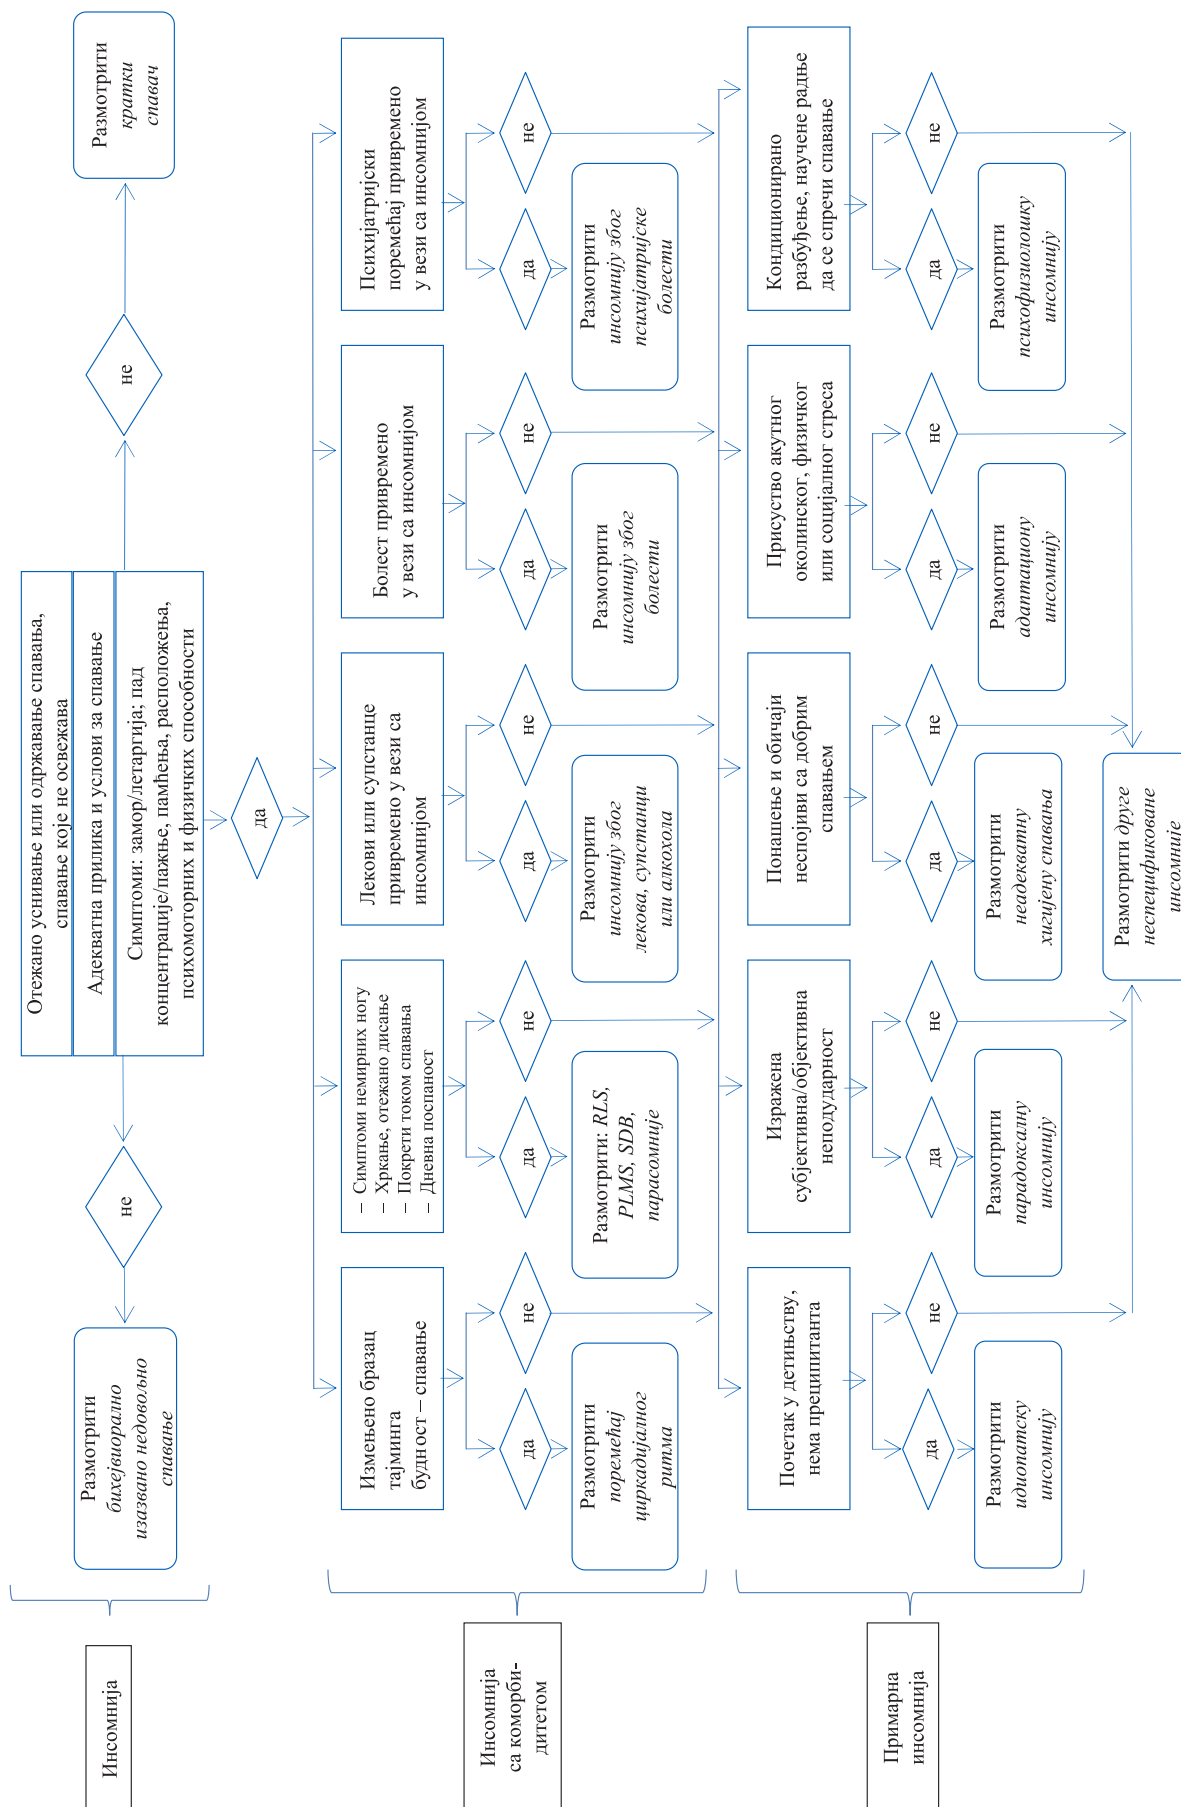 Инсомнија
Размотрити
бихејвиорално
изазвано недовољно
спавање
не
Отежано уснивање или одржавање спавања,
спавање које не освежава
Адекватна прилика и услови за спавање
Симптоми: замор/летаргија; пад
концентрације/пажње, памћења, расположења,
психомоторних и физичких способности
не
Размотрити
кратки
спавач
да
Инсомнија
са коморби-
дитетом
Измењено бразац
тајминга
будност – спавање
– Симптоми немирних ногу
– Хркање, отежано дисање
– Покрети током спавања
– Дневна поспаност
Лекови или супстанце
привремено у вези са
инсомнијом
Болест привремено
у вези са инсомнијом
Психијатријски
поремећај привремено
у вези са инсомнијом
да
не
да
не
да
не
да
не
да
не
Размотрити
поремећај
циркадијалног
ритма
Размотрити: RLS,
PLMS, SDB,
парасомније
Размотрити
инсомнију због
лекова, супстанци
или алкохола
Размотрити
инсомнију због
болести
Размотрити
инсомнију због
психијатријске
болести
Примарна
инсомнија
Почетак у детињству,
нема преципитанта
Изражена
субјективна/објективна
неподударност
Понашање и обичаји
неспојиви са добрим
спавањем
Присуство акутног
околинског, физичког
или социјалног стреса
Кондиционирано
разбуђење, научене радње
да се спречи спавање
да
не
да
не
да
не
да
не
да
не
Размотрити
идиопатску
инсомнију
Размотрити
парадоксалну
инсомнију
Размотрити
неадекватну
хигијену спавања
Размотрити
адаптациону
инсомнију
Размотрити
психофизиолошку
инсомнију
Размотрити друге
неспецификоване
инсомније